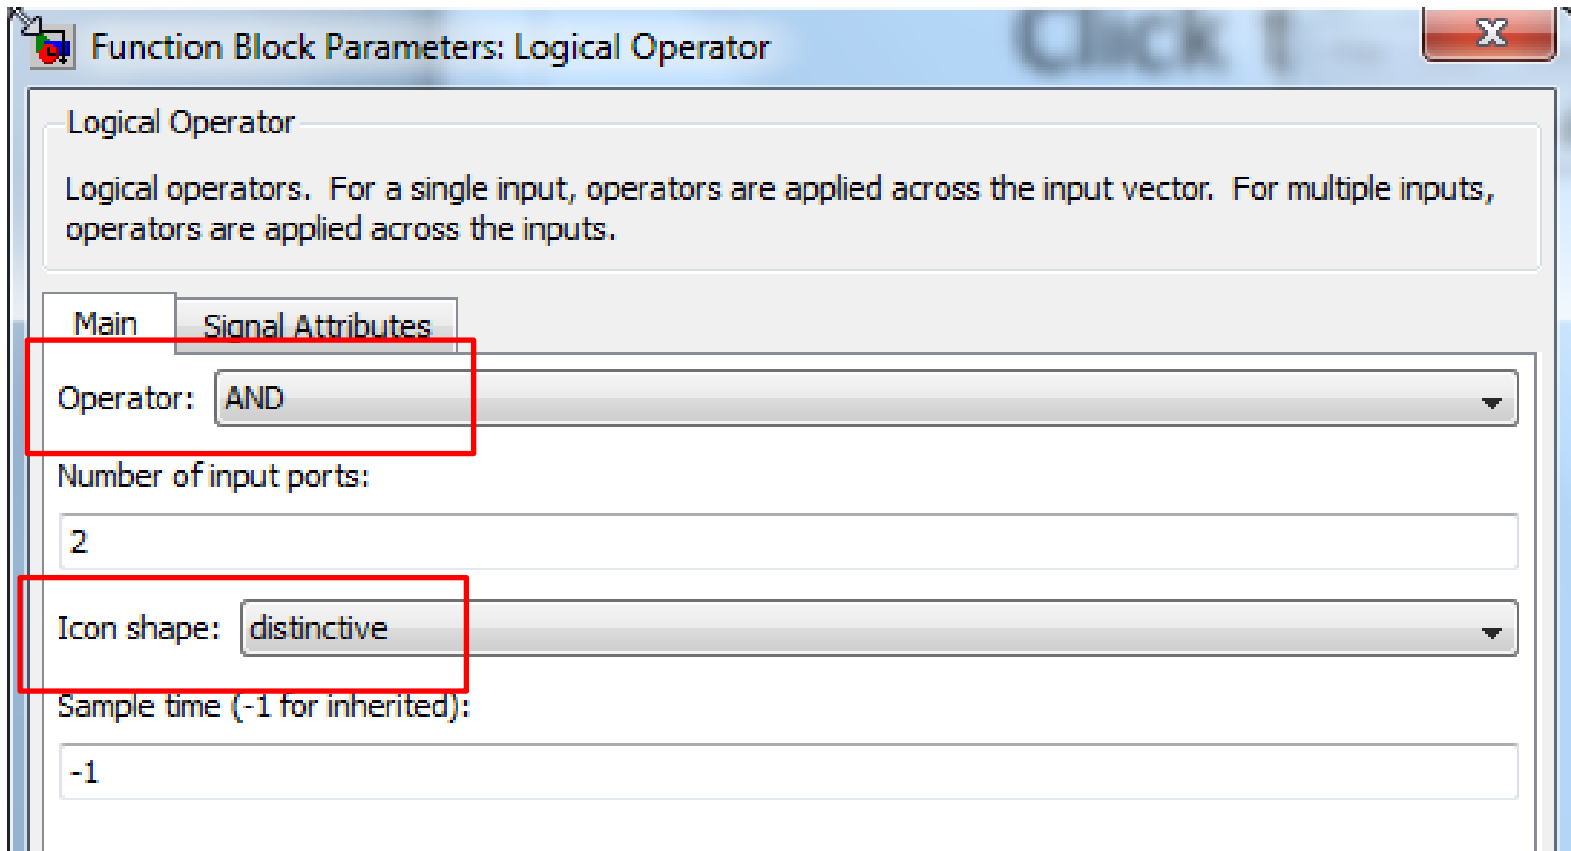 Click t
Function Block Parameters: Logical Operator
Logical Operator
Logical operators. For a single input, operators are applied across the input vector. For multiple inputs,
operators are applied across the inputs.
Main
Signal Attributes
Operator: AND
Number of input ports:
2
Icon shape: distinctive
Sample time (-1 for inherited):
-1